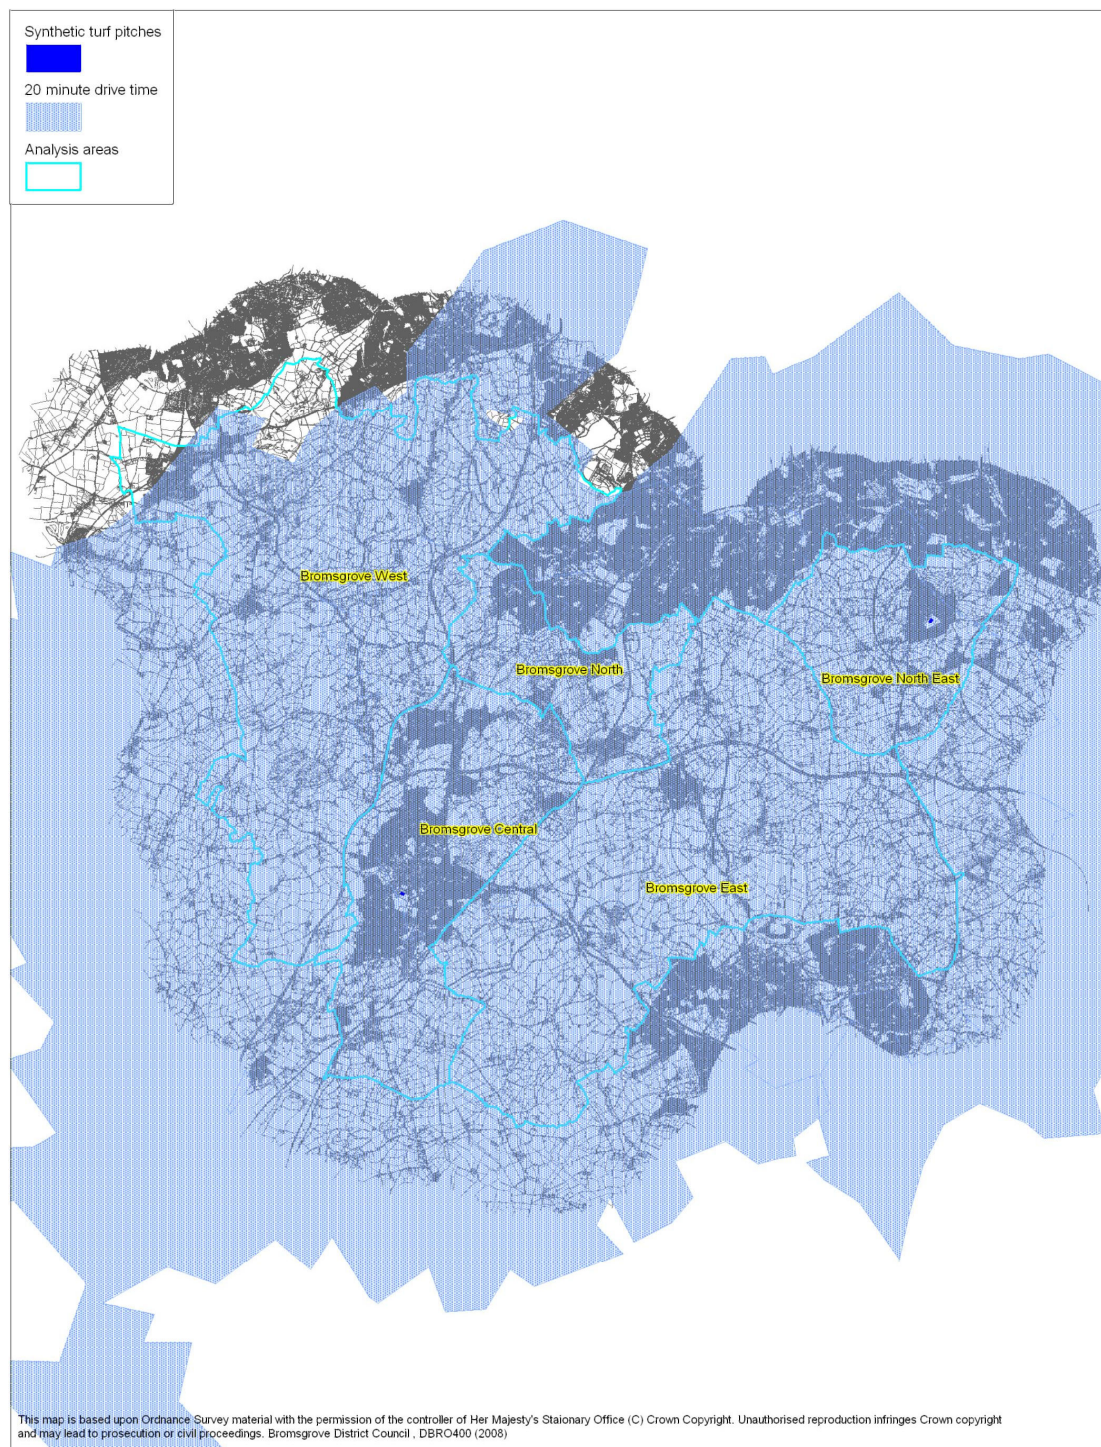 Synthetic turf pitches
20 minute drive time
Analysis areas
Bromsgrove West
Bromsgrove North
Bromsgrove North East
Bromsgrove Central
Bromsgrove East
This map is based upon Ordnance Survey material with the permission of the controller of Her Majesty's Staionary Office (C) Crown Copyright. Unauthorised reproduction infringes Crown copyright
and may lead to prosecution or civil proceedings. Bromsgrove District Council , DBRO400 (2008)